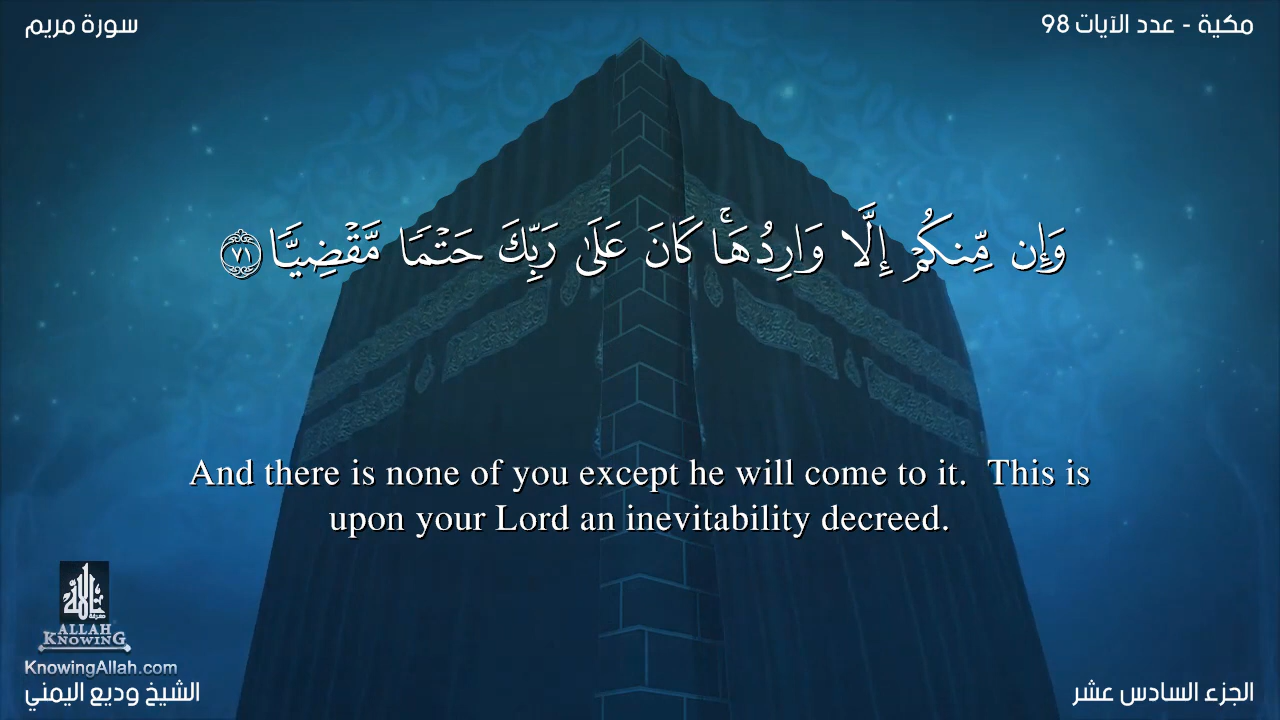 سورة مريم
مكية - عدد الآيات 98
وَإِن مِّنكُمْ إِلَّا وَارِدُهَا ۚ كَانَ عَلَىٰ رَبِّكَ حَتْمًا مَّقْضِيًّا ٧١
And there is none of you except he will come to it. This is
upon your Lord an inevitability decreed.
معرفة الله
KNOWING
ALLAH
KnowingAllah.com
الشيخ وديع اليمني
الجزء السادس عشر